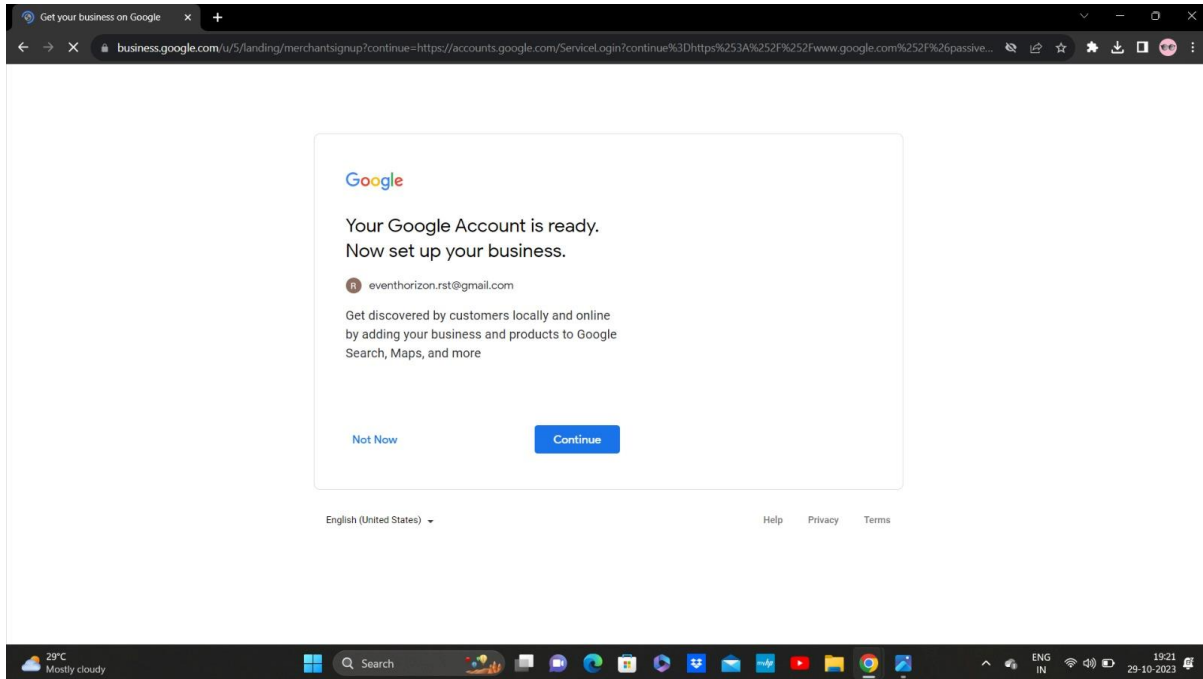 Get your business on Google
business.google.com/u/5/landing/merchantsignup?continue=https://accounts.google.com/ServiceLogin?continue%3Dhttps%253A%252F%252Fwww.google.com%252F%26passive...
Google
Your Google Account is ready.
Now set up your business.
R eventhorizon.rst@gmail.com
Get discovered by customers locally and online
by adding your business and products to Google
Search, Maps, and more
Not Now Continue
English (United States) Help Privacy Terms
29°C
Mostly cloudy
Search
ENG
IN
19:21
29-10-2023